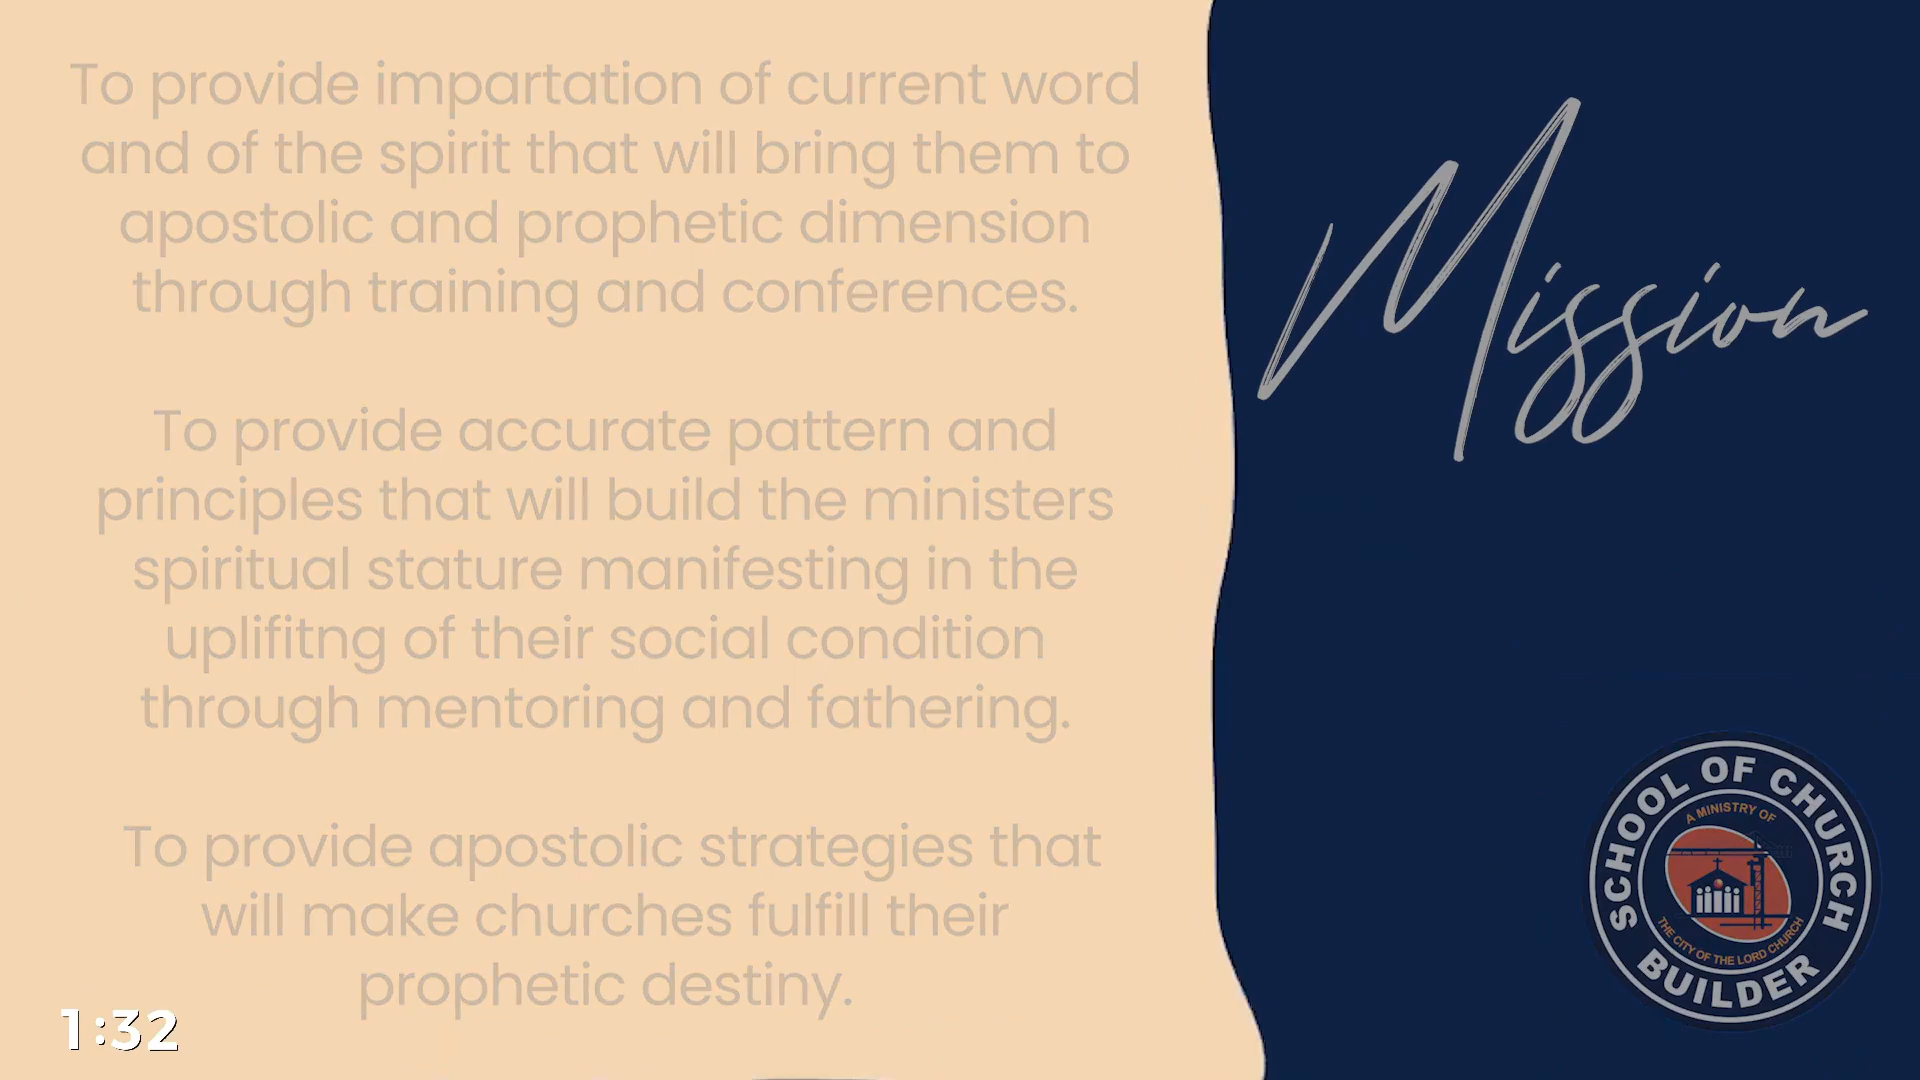 To provide impartation of current word
and of the spirit that will bring them to
apostolic and prophetic dimension
through training and conferences.
To provide accurate pattern and
principles that will build the ministers
spiritual stature manifesting in the
uplifitng of their social condition
through mentoring and fathering.
To provide apostolic strategies that
will make churches fulfill their
prophetic destiny.
1:32
Mission
SCHOOL OF CHURCH
A MINISTRY OF
THE CITY OF THE LORD CHURCH
BUILDER